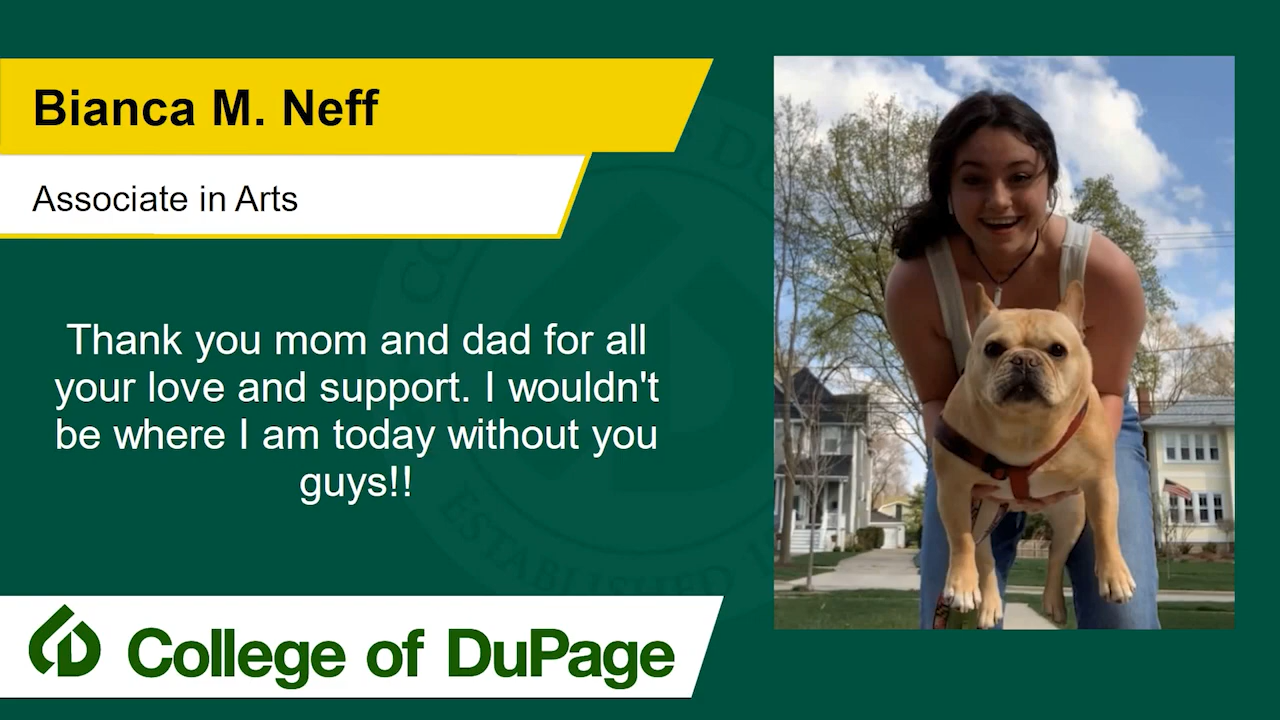 Bianca M. Neff
Associate in Arts
Thank you mom and dad for all
your love and support. I wouldn't
be where I am today without you
guys!!
ESTABLISHED
College of DuPage